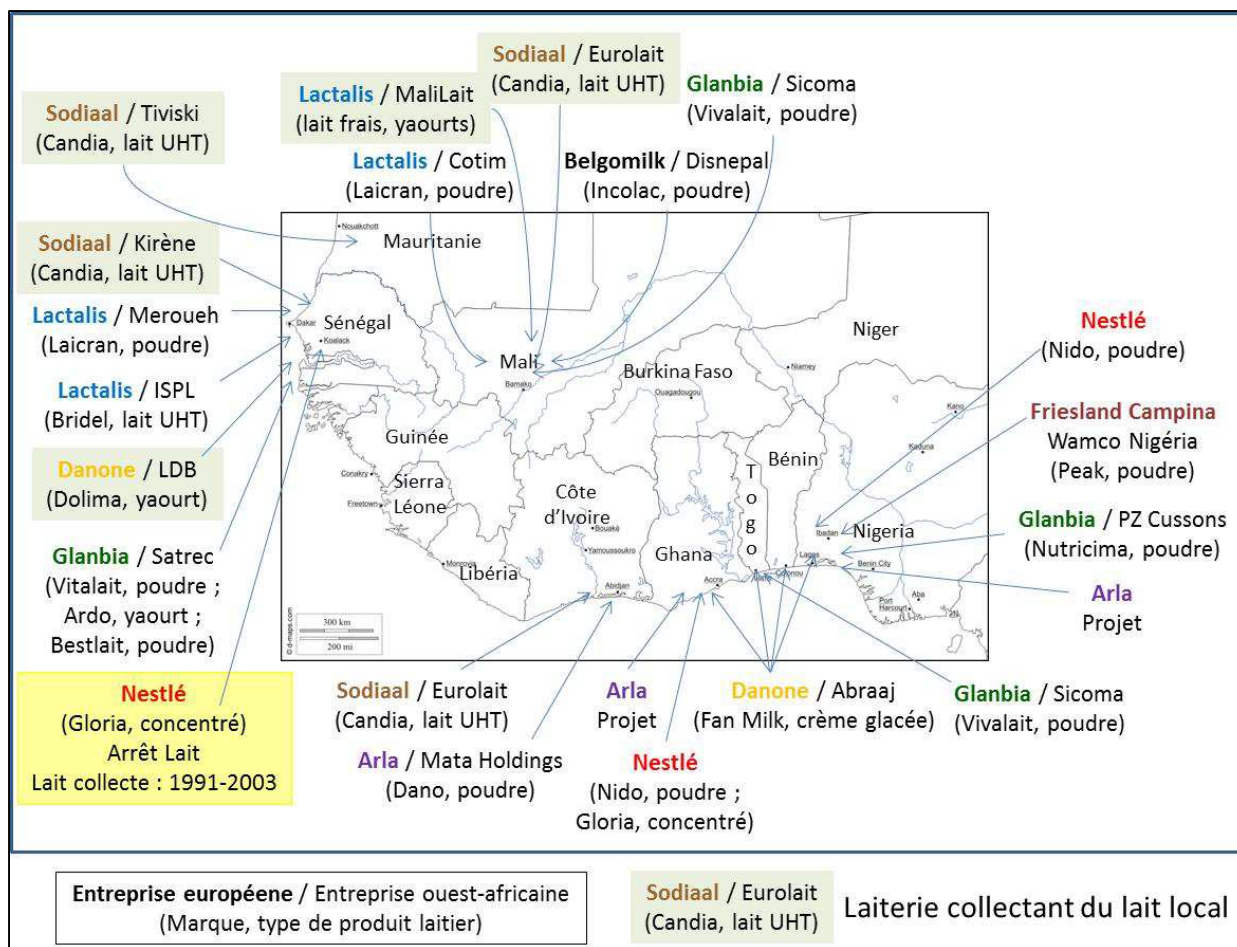 Sodiaal / Eurolait
(Candia, lait UHT)
Lactalis / MaliLait
(lait frais, yaourts)
Glanbia / Sicoma
(Vivalait, poudre)
Sodiaal / Tiviski
(Candia, lait UHT)
Lactalis / Cotim
(Laicran, poudre)
Belgomilk / Disnepal
(Incolac, poudre)
Sodiaal / Kirène
(Candia, lait UHT)
Lactalis / Meroueh
(Laicran, poudre)
Lactalis / ISPL
(Bridel, lait UHT)
Danone / LDB
(Dolima, yaourt)
Glanbia / Satrec
(Vitalait, poudre ;
Ardo, yaourt ;
Bestlait, poudre)
Nestlé
(Gloria, concentré)
Arrêt Lait
Lait collecte : 1991-2003
Nouakchott
Mauritanie
Dakar
Sénégal
Koalack
Mali
Bamako
Niger
Niamey
Burkina Faso
Ouagadougou
Kano
Kaduna
Guinée
Conakry
Sierra
Léone
Freetown
Monrovia
Libéria
Côte
d'Ivoire
Bouaké
Yamoussoukro
Abidjan
Ghana
Accra
Togo
Lomé
Bénin
Cotonou
Nigeria
Ibadan
Lagos
Benin City
Port
Harcourt
Aba
300 km
200 mi
© d-maps.com
Nestlé
(Nido, poudre)
Friesland Campina
Wamco Nigéria
(Peak, poudre)
Glanbia / PZ Cussons
(Nutricima, poudre)
Arla
Projet
Sodiaal / Eurolait
(Candia, lait UHT)
Arla / Mata Holdings
(Dano, poudre)
Arla
Projet
Nestlé
(Nido, poudre ;
Gloria, concentré)
Danone / Abraaj
(Fan Milk, crème glacée)
Glanbia / Sicoma
(Vivalait, poudre)
Entreprise européene / Entreprise ouest-africaine
(Marque, type de produit laitier)
Sodiaal / Eurolait
(Candia, lait UHT)
Laiterie collectant du lait local